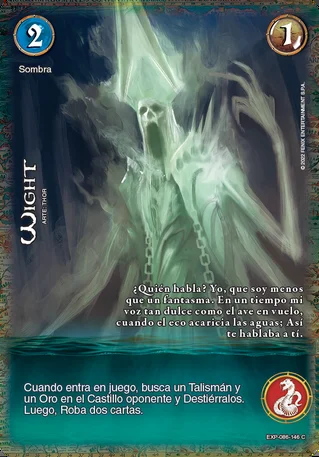 2
1
Sombra
© 2022 FENIX ENTERTAINMENT S.P.A.
WIGHT
ARTE: THOR
¿Quién habla? Yo, que soy menos
que un fantasma. En un tiempo mi
voz tan dulce como el ave en vuelo,
cuando el eco acaricia las aguas; Así
te hablaba a tí.
Cuando entra en juego, busca un Talismán y
un Oro en el Castillo oponente y Destiérralos.
Luego, Roba dos cartas.
EXP-086-146 C